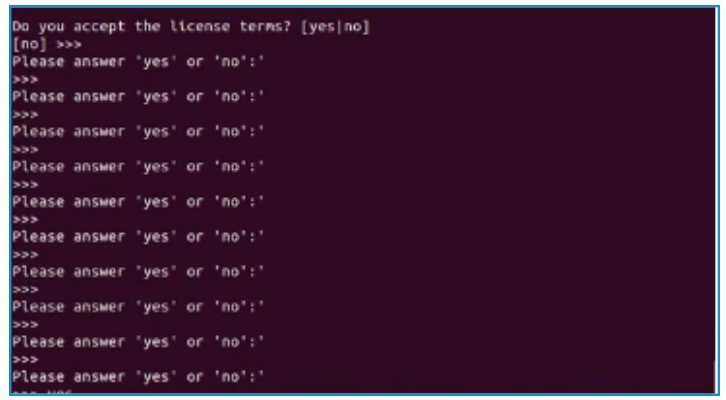 Do you accept the license terms? [yes|no]
[no] >>>
Please answer 'yes' or 'no':'
>>>
Please answer 'yes' or 'no':'
>>>
Please answer 'yes' or 'no':'
>>>
Please answer 'yes' or 'no':'
>>>
Please answer 'yes' or 'no':'
>>>
Please answer 'yes' or 'no':'
>>>
Please answer 'yes' or 'no':'
>>>
Please answer 'yes' or 'no':'
>>>
Please answer 'yes' or 'no':'
>>>
Please answer 'yes' or 'no':'